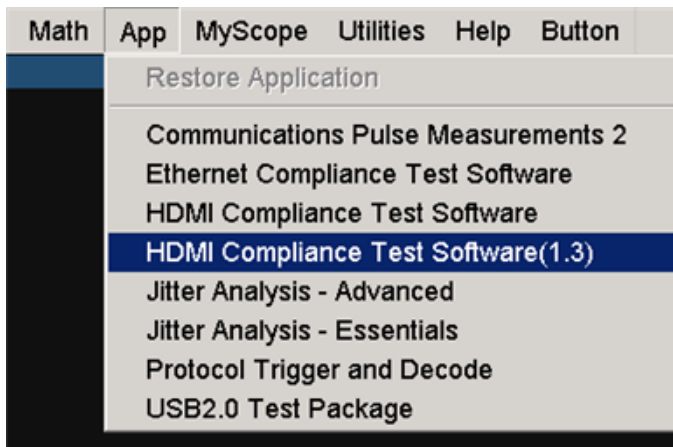 Math App MyScope Utilities Help Button
Restore Application
Communications Pulse Measurements 2
Ethernet Compliance Test Software
HDMI Compliance Test Software
HDMI Compliance Test Software(1.3)
Jitter Analysis - Advanced
Jitter Analysis - Essentials
Protocol Trigger and Decode
USB2.0 Test Package